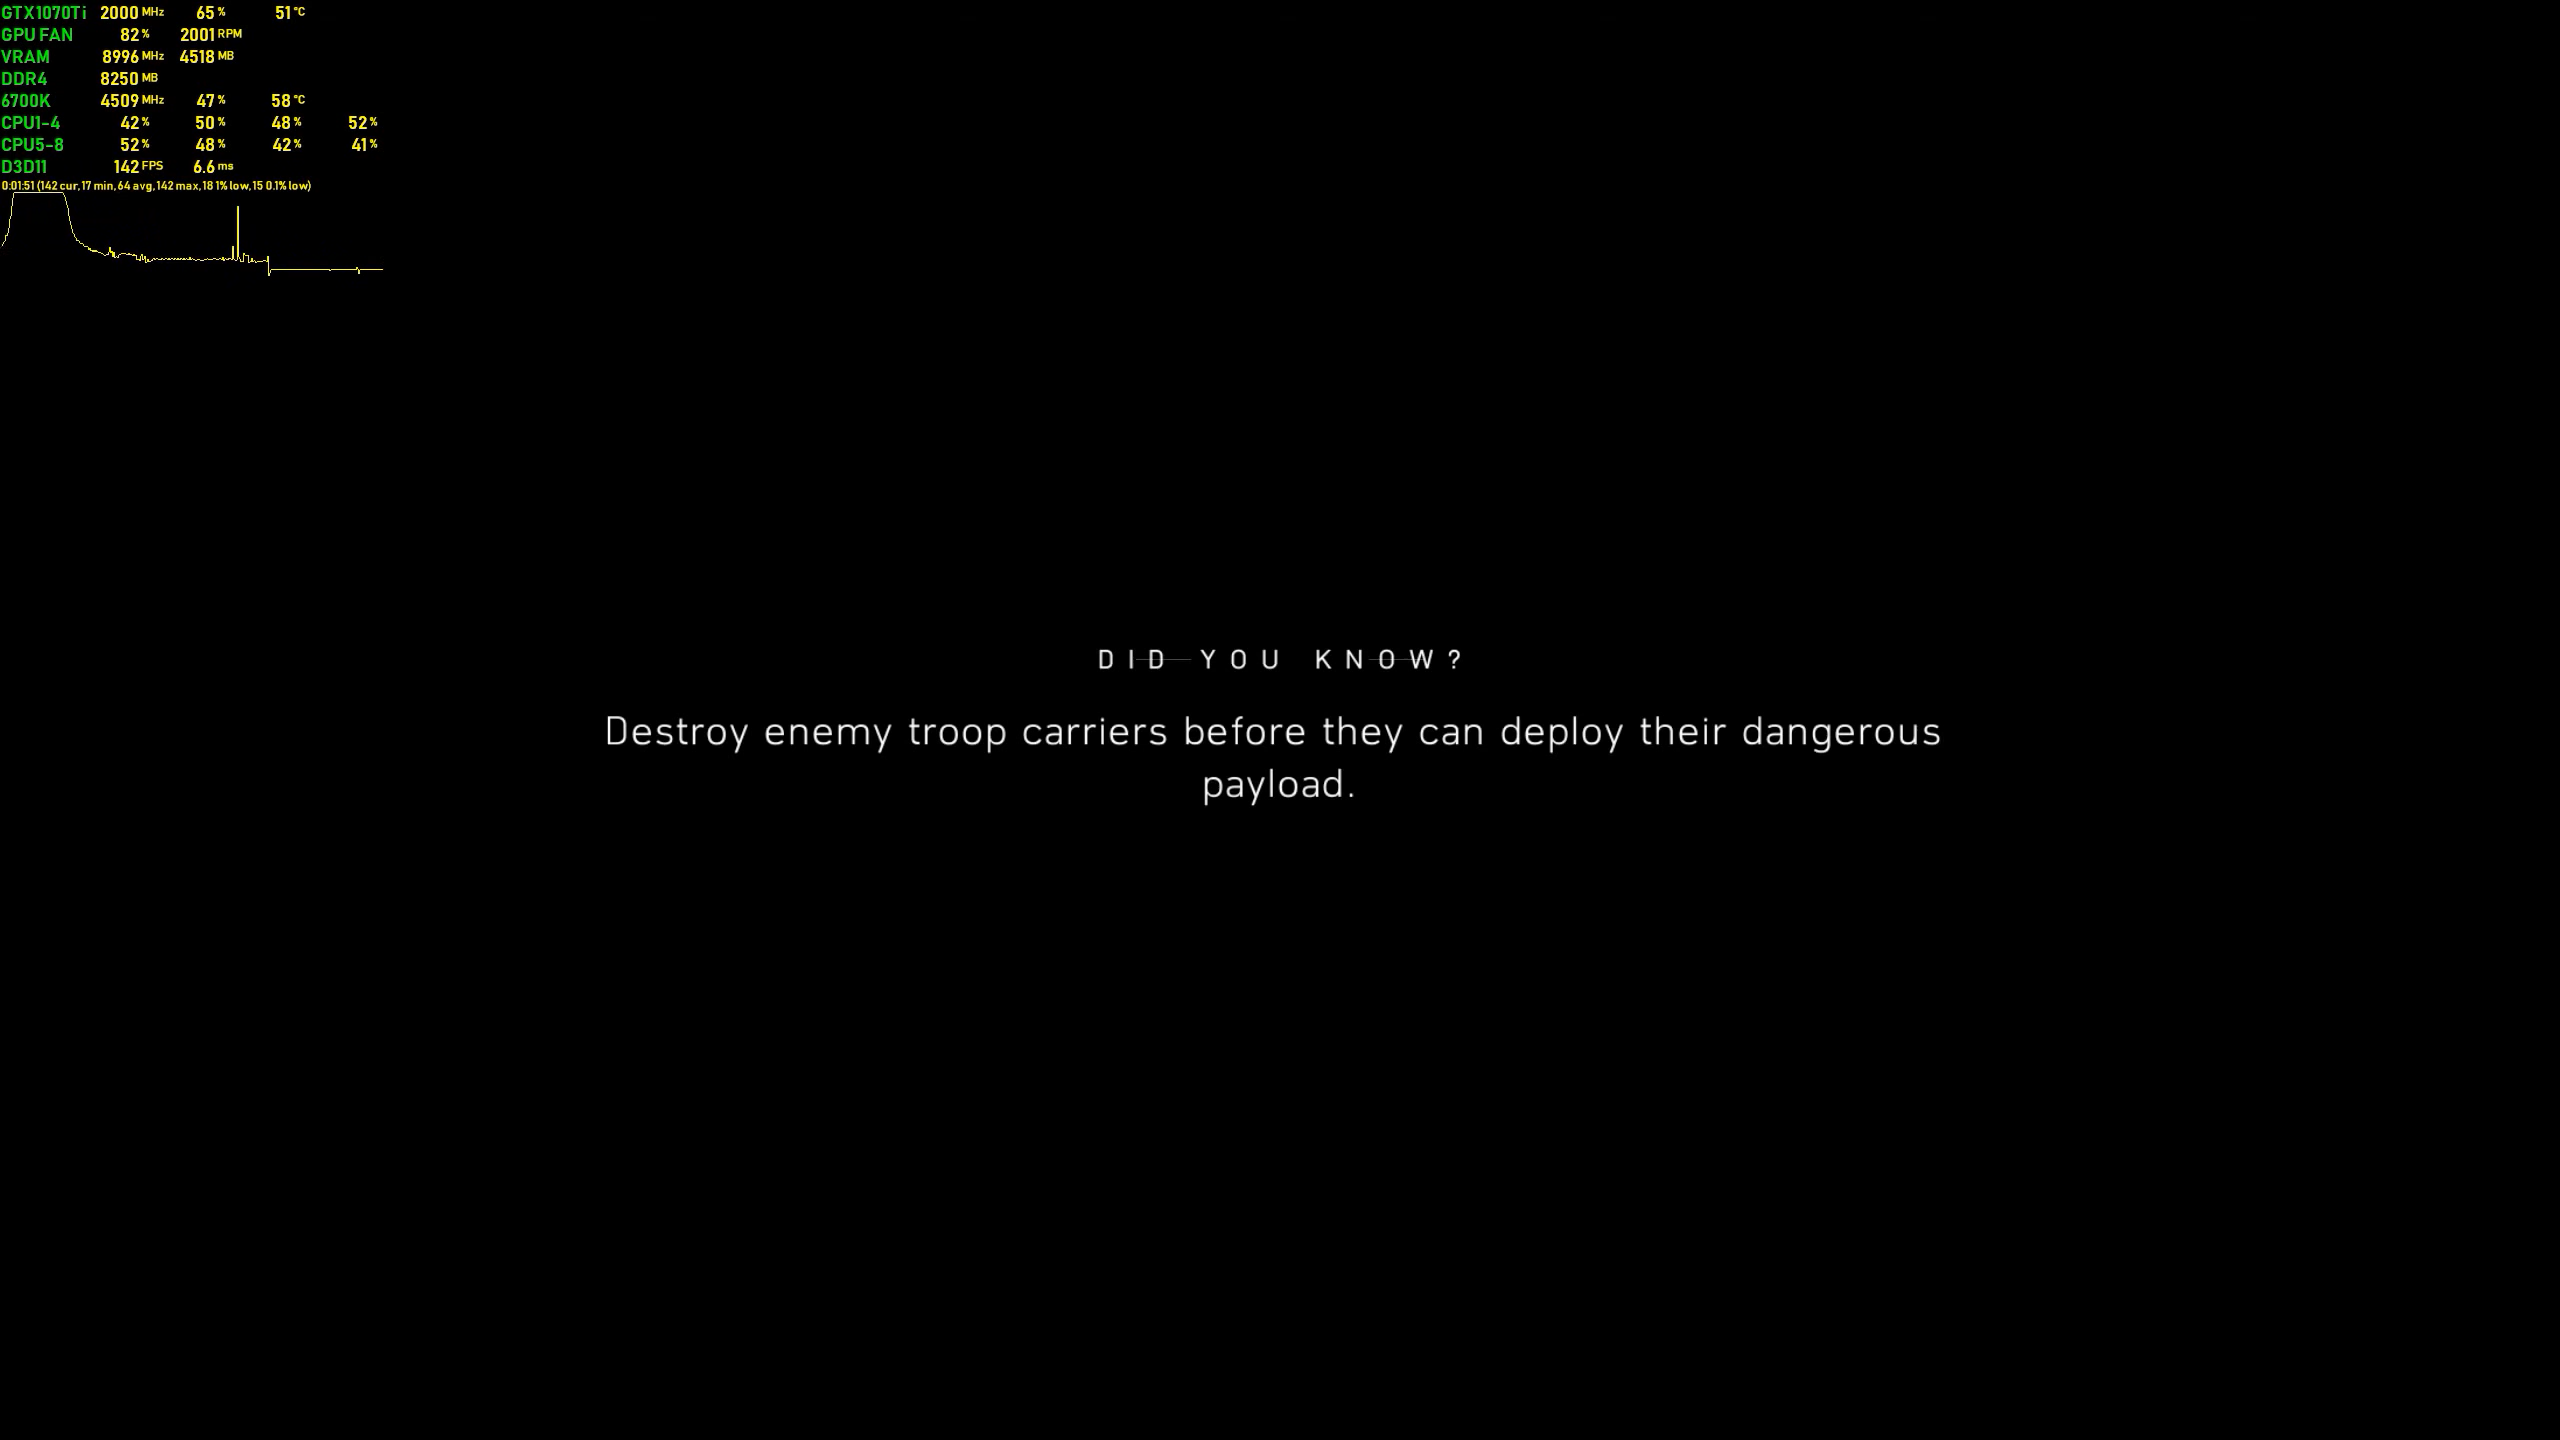 GTX1070Ti 2000 MHz 65 % 51 °C
GPU FAN 82 % 2001 RPM
VRAM 8996 MHz 4518 MB
DDR4 8250 MB
6700K 4509 MHz 47 % 58 °C
CPU1-4 42 % 50 % 48 % 52 %
CPU5-8 52 % 48 % 42 % 41 %
D3D11 142 FPS 6.6 ms
0:01:51 (142 cur, 17 min, 64 avg, 142 max, 18 1% low, 15 0.1% low)
DID YOU KNOW?
Destroy enemy troop carriers before they can deploy their dangerous
payload.